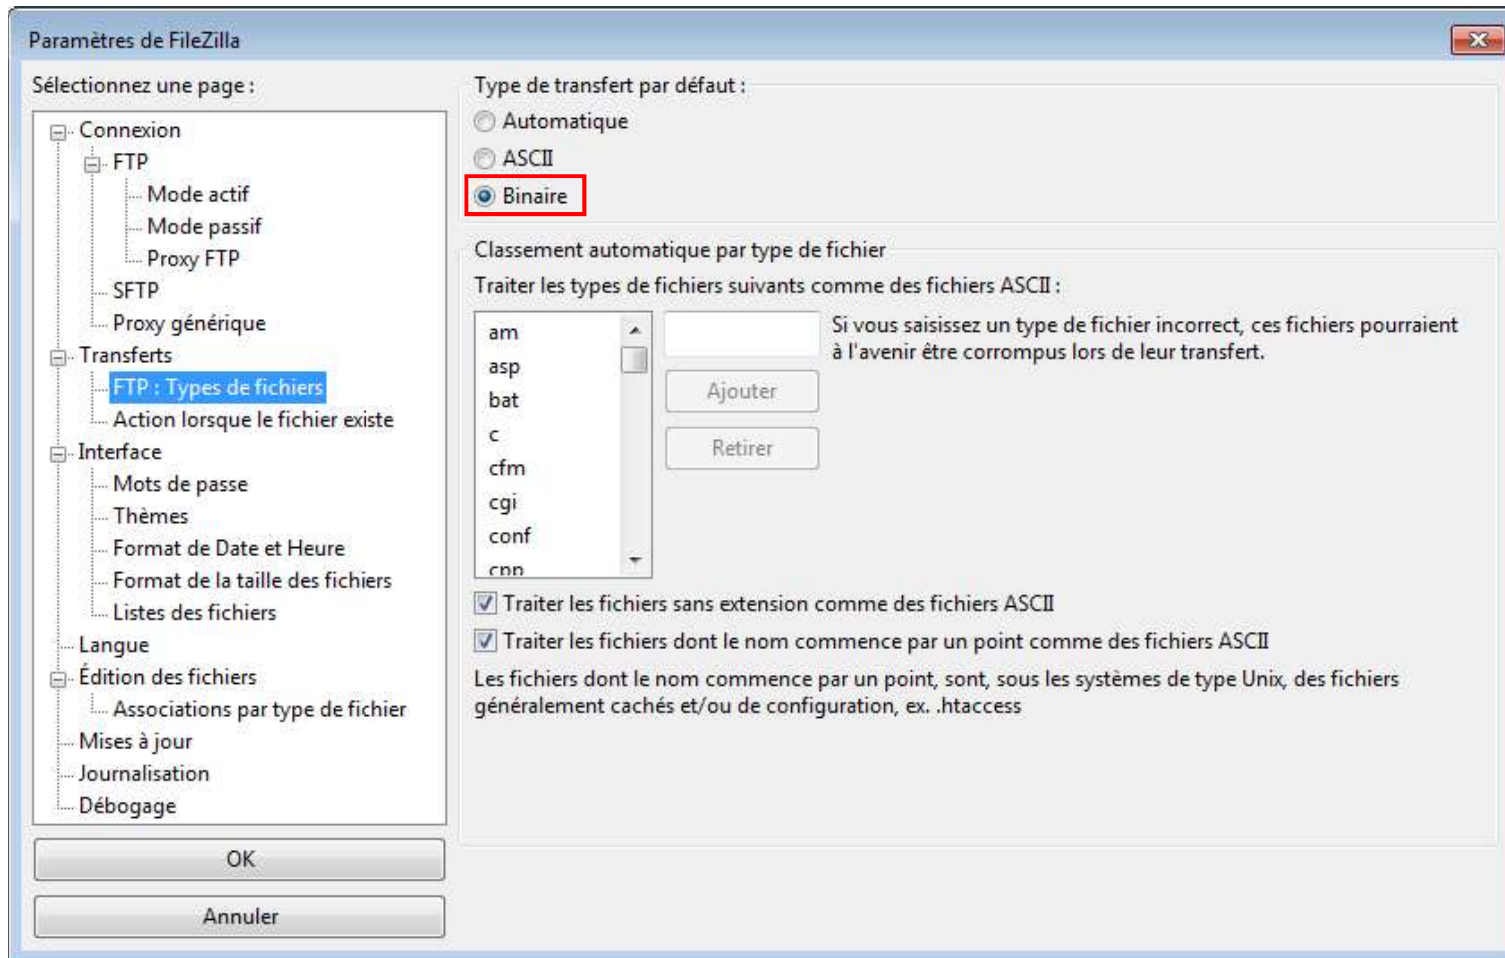 Paramètres de FileZilla
Sélectionnez une page :
Connexion
FTP
Mode actif
Mode passif
Proxy FTP
SFTP
Proxy générique
Transferts
FTP : Types de fichiers
Action lorsque le fichier existe
Interface
Mots de passe
Thèmes
Format de Date et Heure
Format de la taille des fichiers
Listes des fichiers
Langue
Édition des fichiers
Associations par type de fichier
Mises à jour
Journalisation
Débogage
OK
Annuler
Type de transfert par défaut :
Automatique
ASCII
Binaire
Classement automatique par type de fichier
Traiter les types de fichiers suivants comme des fichiers ASCII :
am
asp
bat
c
cfm
cgi
conf
cpp
Si vous saisissez un type de fichier incorrect, ces fichiers pourraient
à l'avenir être corrompus lors de leur transfert.
Ajouter
Retirer
Traiter les fichiers sans extension comme des fichiers ASCII
Traiter les fichiers dont le nom commence par un point comme des fichiers ASCII
Les fichiers dont le nom commence par un point, sont, sous les systèmes de type Unix, des fichiers
généralement cachés et/ou de configuration, ex. .htaccess